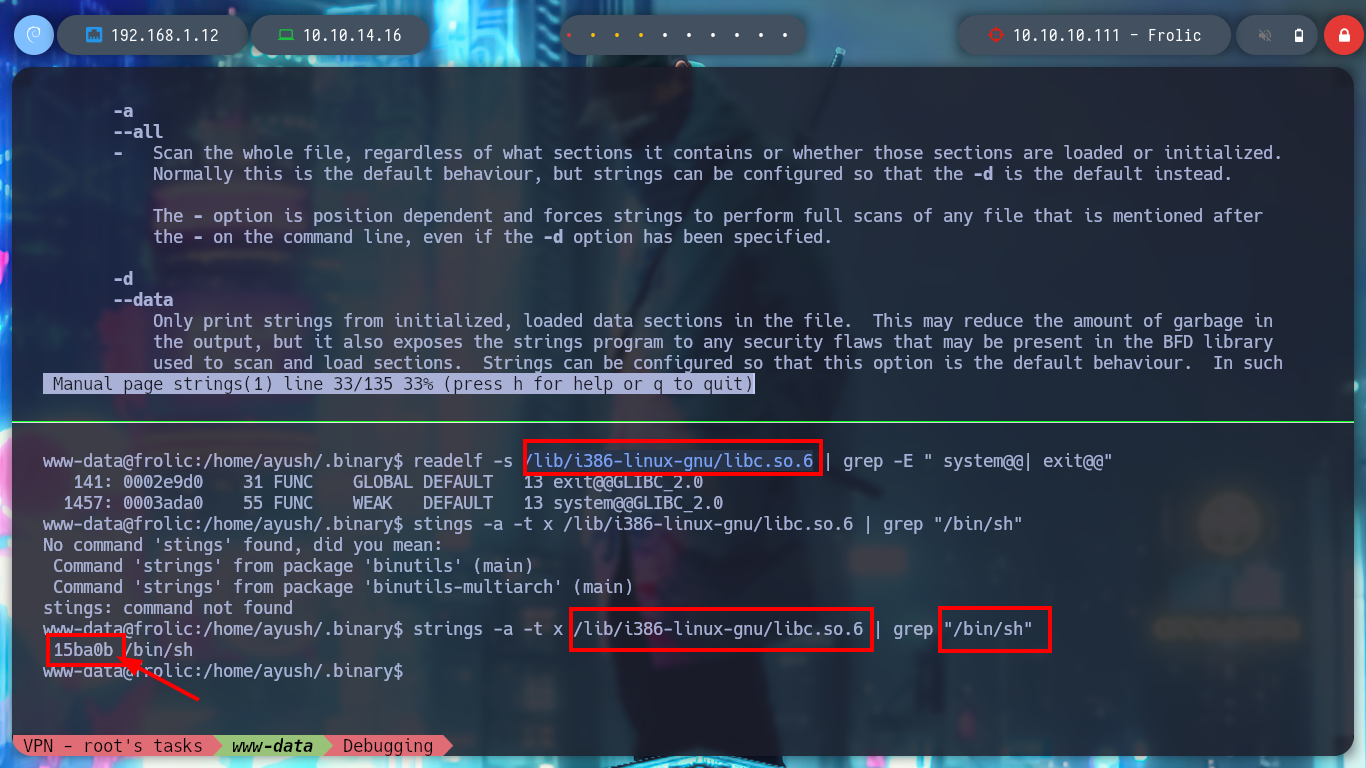 192.168.1.12
10.10.14.16
10.10.10.111 - Frolic
-a
--all
-   Scan the whole file, regardless of what sections it contains or whether those sections are loaded or initialized.
Normally this is the default behaviour, but strings can be configured so that the -d is the default instead.
The - option is position dependent and forces strings to perform full scans of any file that is mentioned after
the - on the command line, even if the -d option has been specified.
-d
--data
Only print strings from initialized, loaded data sections in the file.  This may reduce the amount of garbage in
the output, but it also exposes the strings program to any security flaws that may be present in the BFD library
used to scan and load sections.  Strings can be configured so that this option is the default behaviour.  In such
Manual page strings(1) line 33/135 33% (press h for help or q to quit)
www-data@frolic:/home/ayush/.binary$ readelf -s /lib/i386-linux-gnu/libc.so.6 | grep -E " system@@| exit@@"
141: 0002e9d0    31 FUNC    GLOBAL DEFAULT   13 exit@@GLIBC_2.0
1457: 0003ada0    55 FUNC    WEAK   DEFAULT   13 system@@GLIBC_2.0
www-data@frolic:/home/ayush/.binary$ stings -a -t x /lib/i386-linux-gnu/libc.so.6 | grep "/bin/sh"
No command 'stings' found, did you mean:
Command 'strings' from package 'binutils' (main)
Command 'strings' from package 'binutils-multiarch' (main)
stings: command not found
www-data@frolic:/home/ayush/.binary$ strings -a -t x /lib/i386-linux-gnu/libc.so.6 | grep "/bin/sh"
15ba0b /bin/sh
www-data@frolic:/home/ayush/.binary$
VPN - root's tasks
www-data
Debugging